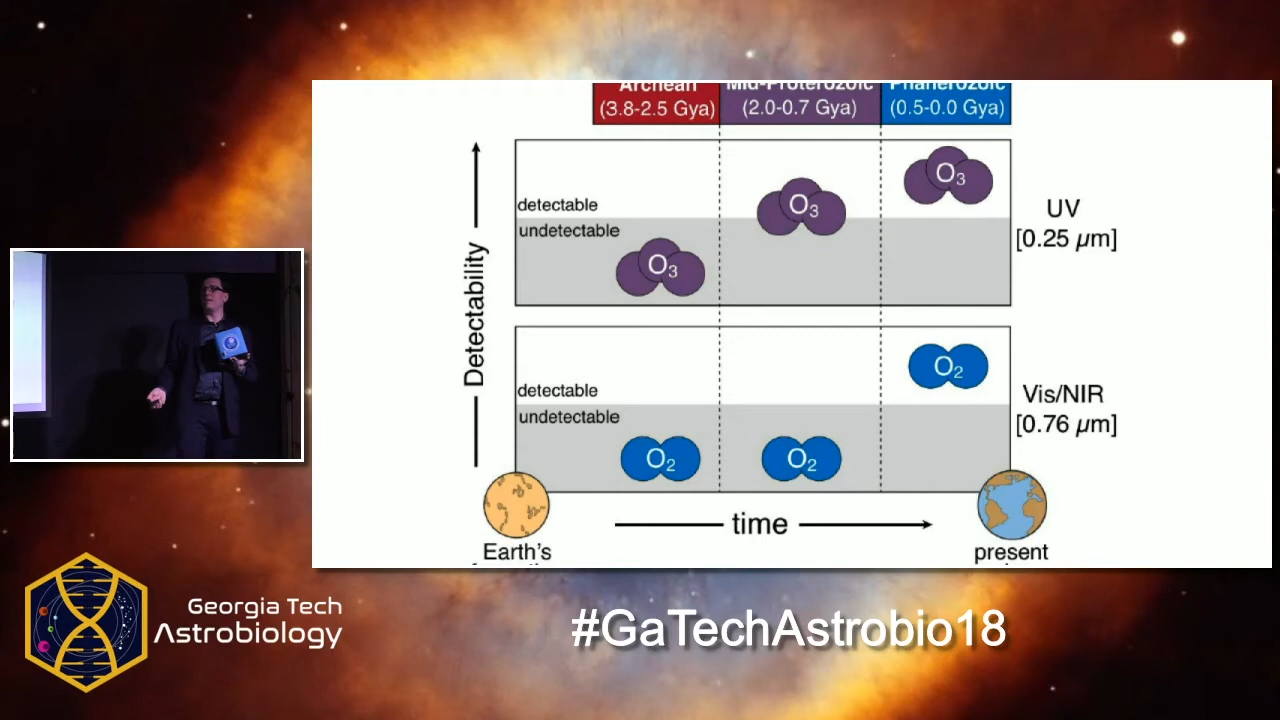 Archean
Mid-Proterozoic
Phanerozoic
(3.8-2.5 Gya)
(2.0-0.7 Gya)
(0.5-0.0 Gya)
O3
O3
O3
detectable
undetectable
UV
[0.25 μm]
Detectability
O2
detectable
undetectable
Vis/NIR
[0.76 μm]
O2
O2
time
Earth's
present
Georgia Tech
Astrobiology
#GaTechAstrobio18